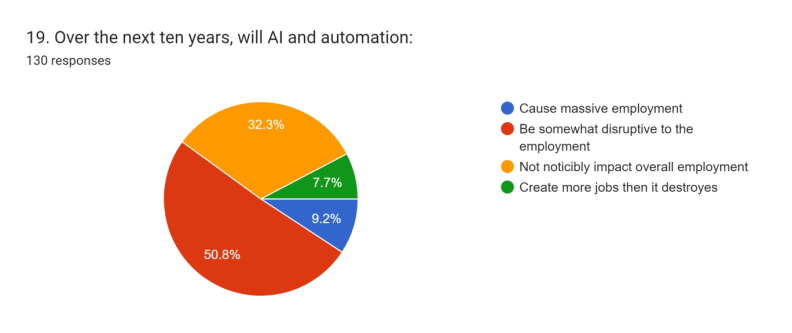 19. Over the next ten years, will AI and automation:
130 responses
32.3%
7.7%
9.2%
50.8%
Cause massive employment
Be somewhat disruptive to the
employment
Not noticibly impact overall employment
Create more jobs then it destroyes